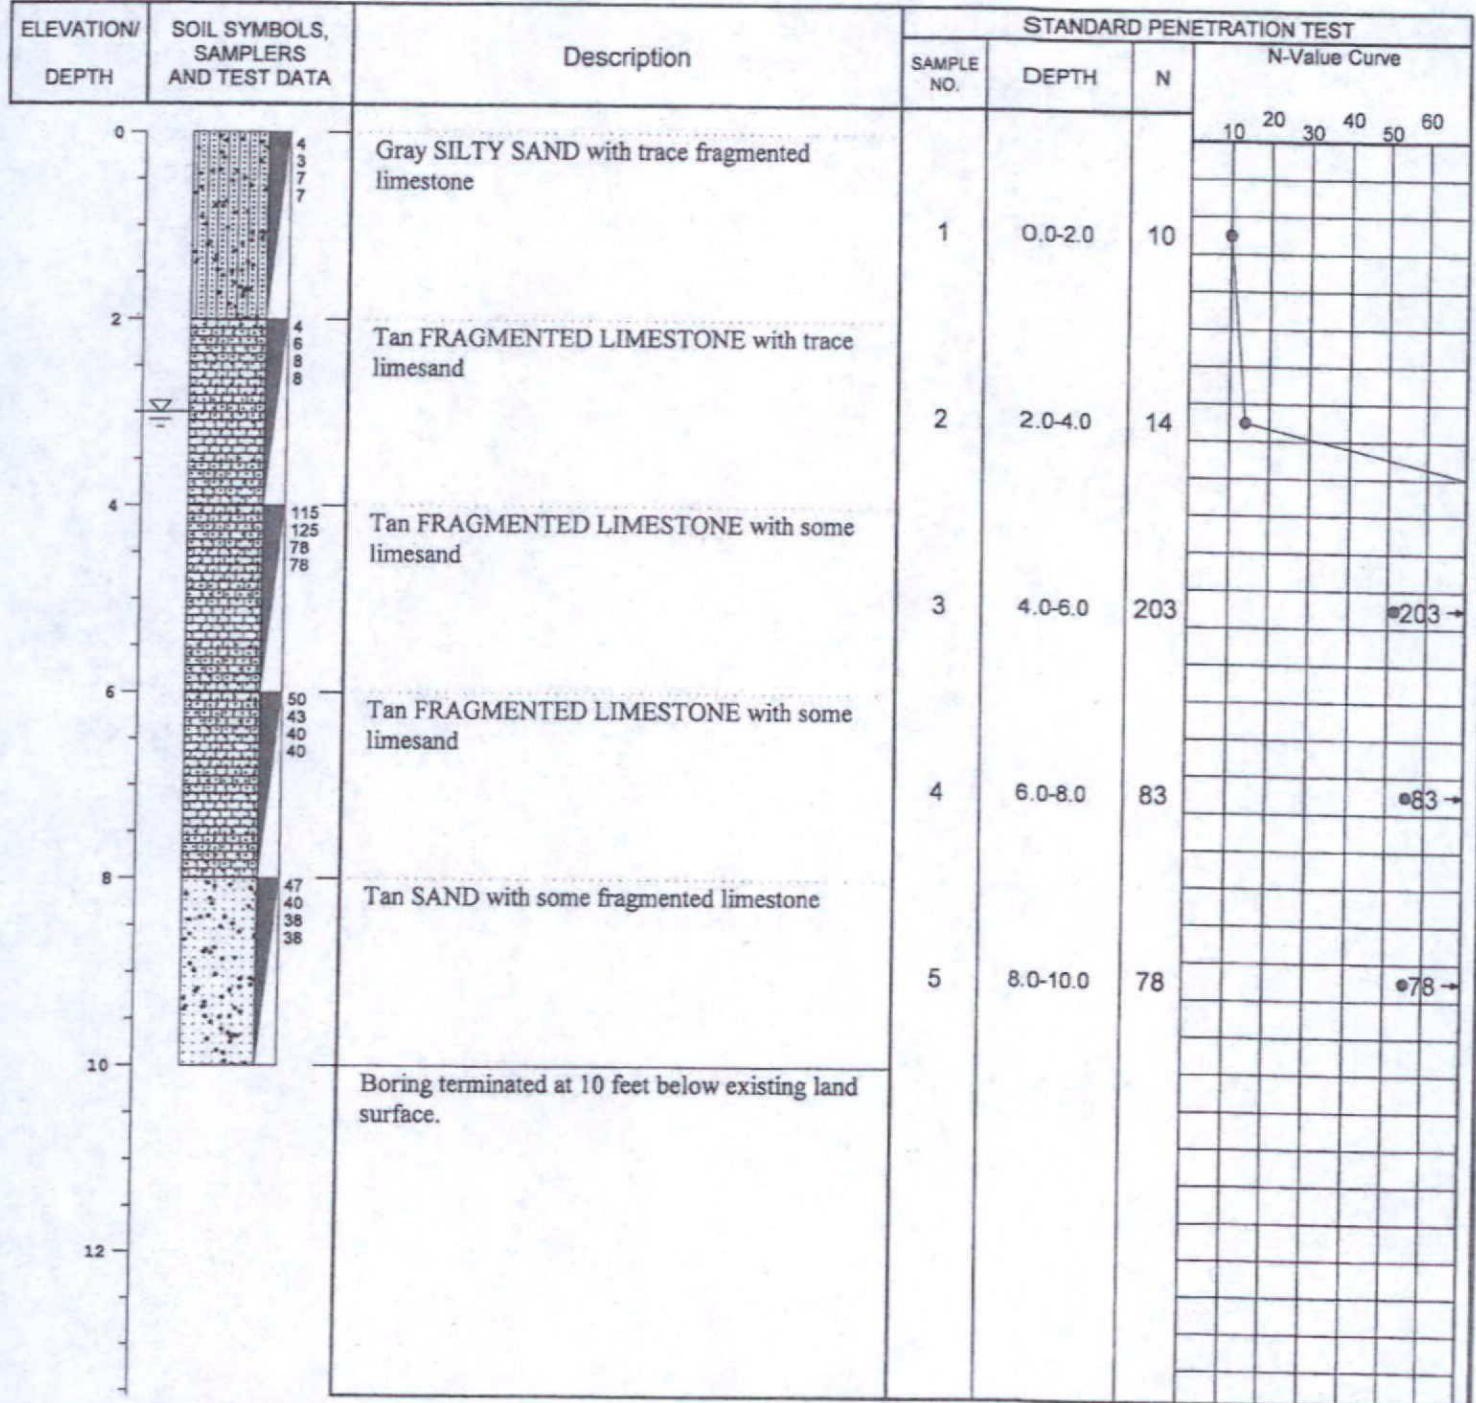 ELEVATION/
DEPTH
SOIL SYMBOLS,
SAMPLERS
AND TEST DATA
Description
STANDARD PENETRATION TEST
SAMPLE
NO.
DEPTH
N
N-Value Curve
10 20 30 40 50 60
0
4
3
7
7
Gray SILTY SAND with trace fragmented
limestone
1 0.0-2.0 10
2
4
6
8
8
Tan FRAGMENTED LIMESTONE with trace
limesand
2 2.0-4.0 14
4
115
125
78
78
Tan FRAGMENTED LIMESTONE with some
limesand
3 4.0-6.0 203 203
6
50
43
40
40
Tan FRAGMENTED LIMESTONE with some
limesand
4 6.0-8.0 83 83
8
47
40
38
38
Tan SAND with some fragmented limestone
5 8.0-10.0 78 78
10
Boring terminated at 10 feet below existing land
surface.
12